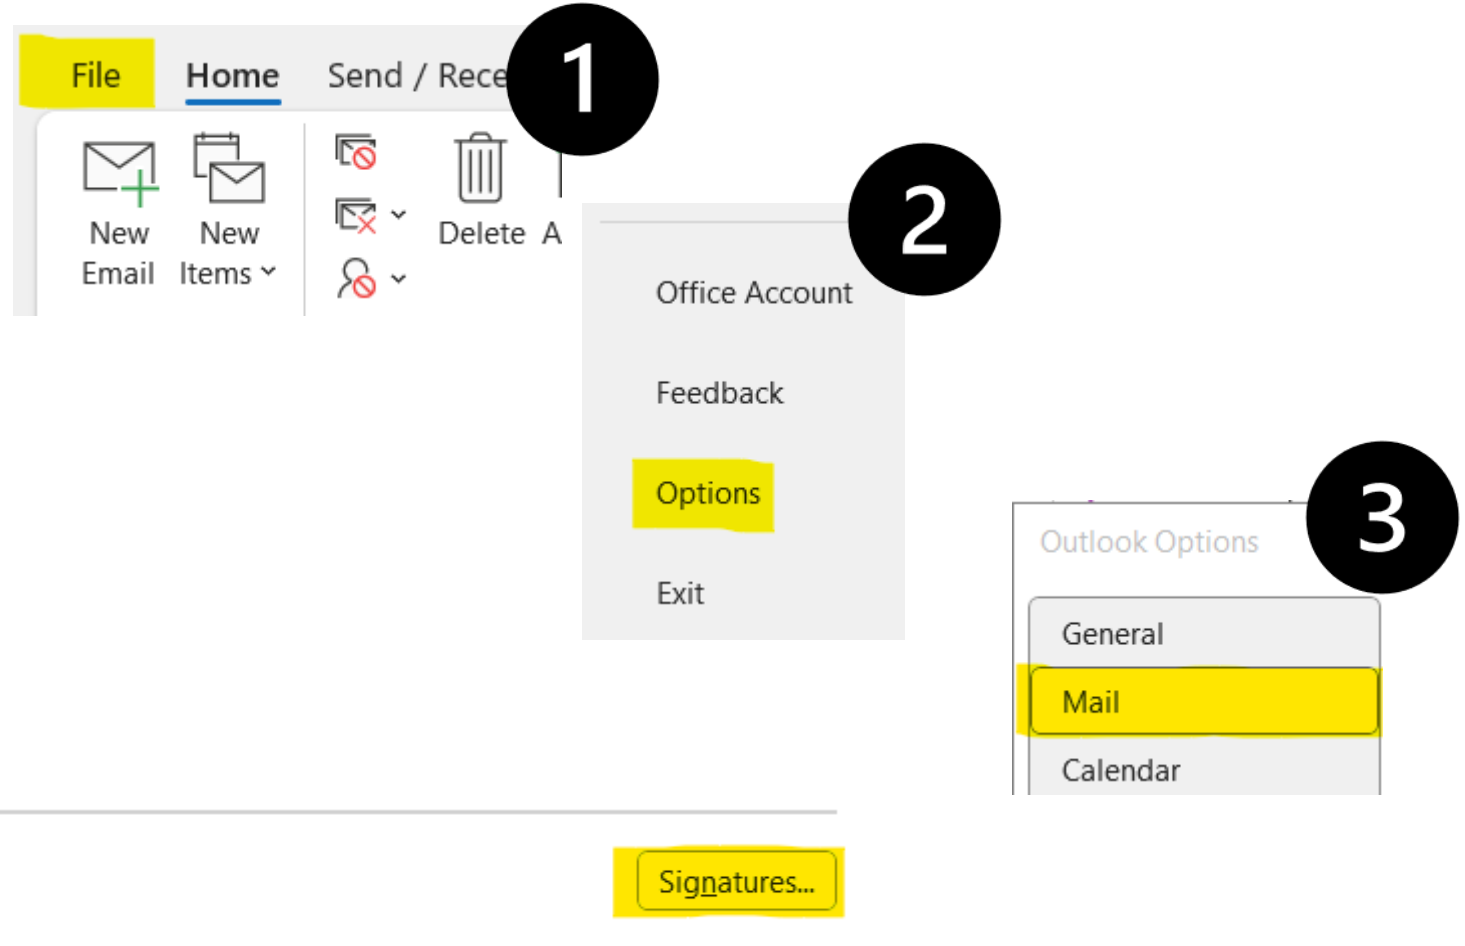 File Home Send / Rece
1
New Email
New Items
Delete A
2
Office Account
Feedback
Options
Exit
3
Outlook Options
General
Mail
Calendar
Signatures...